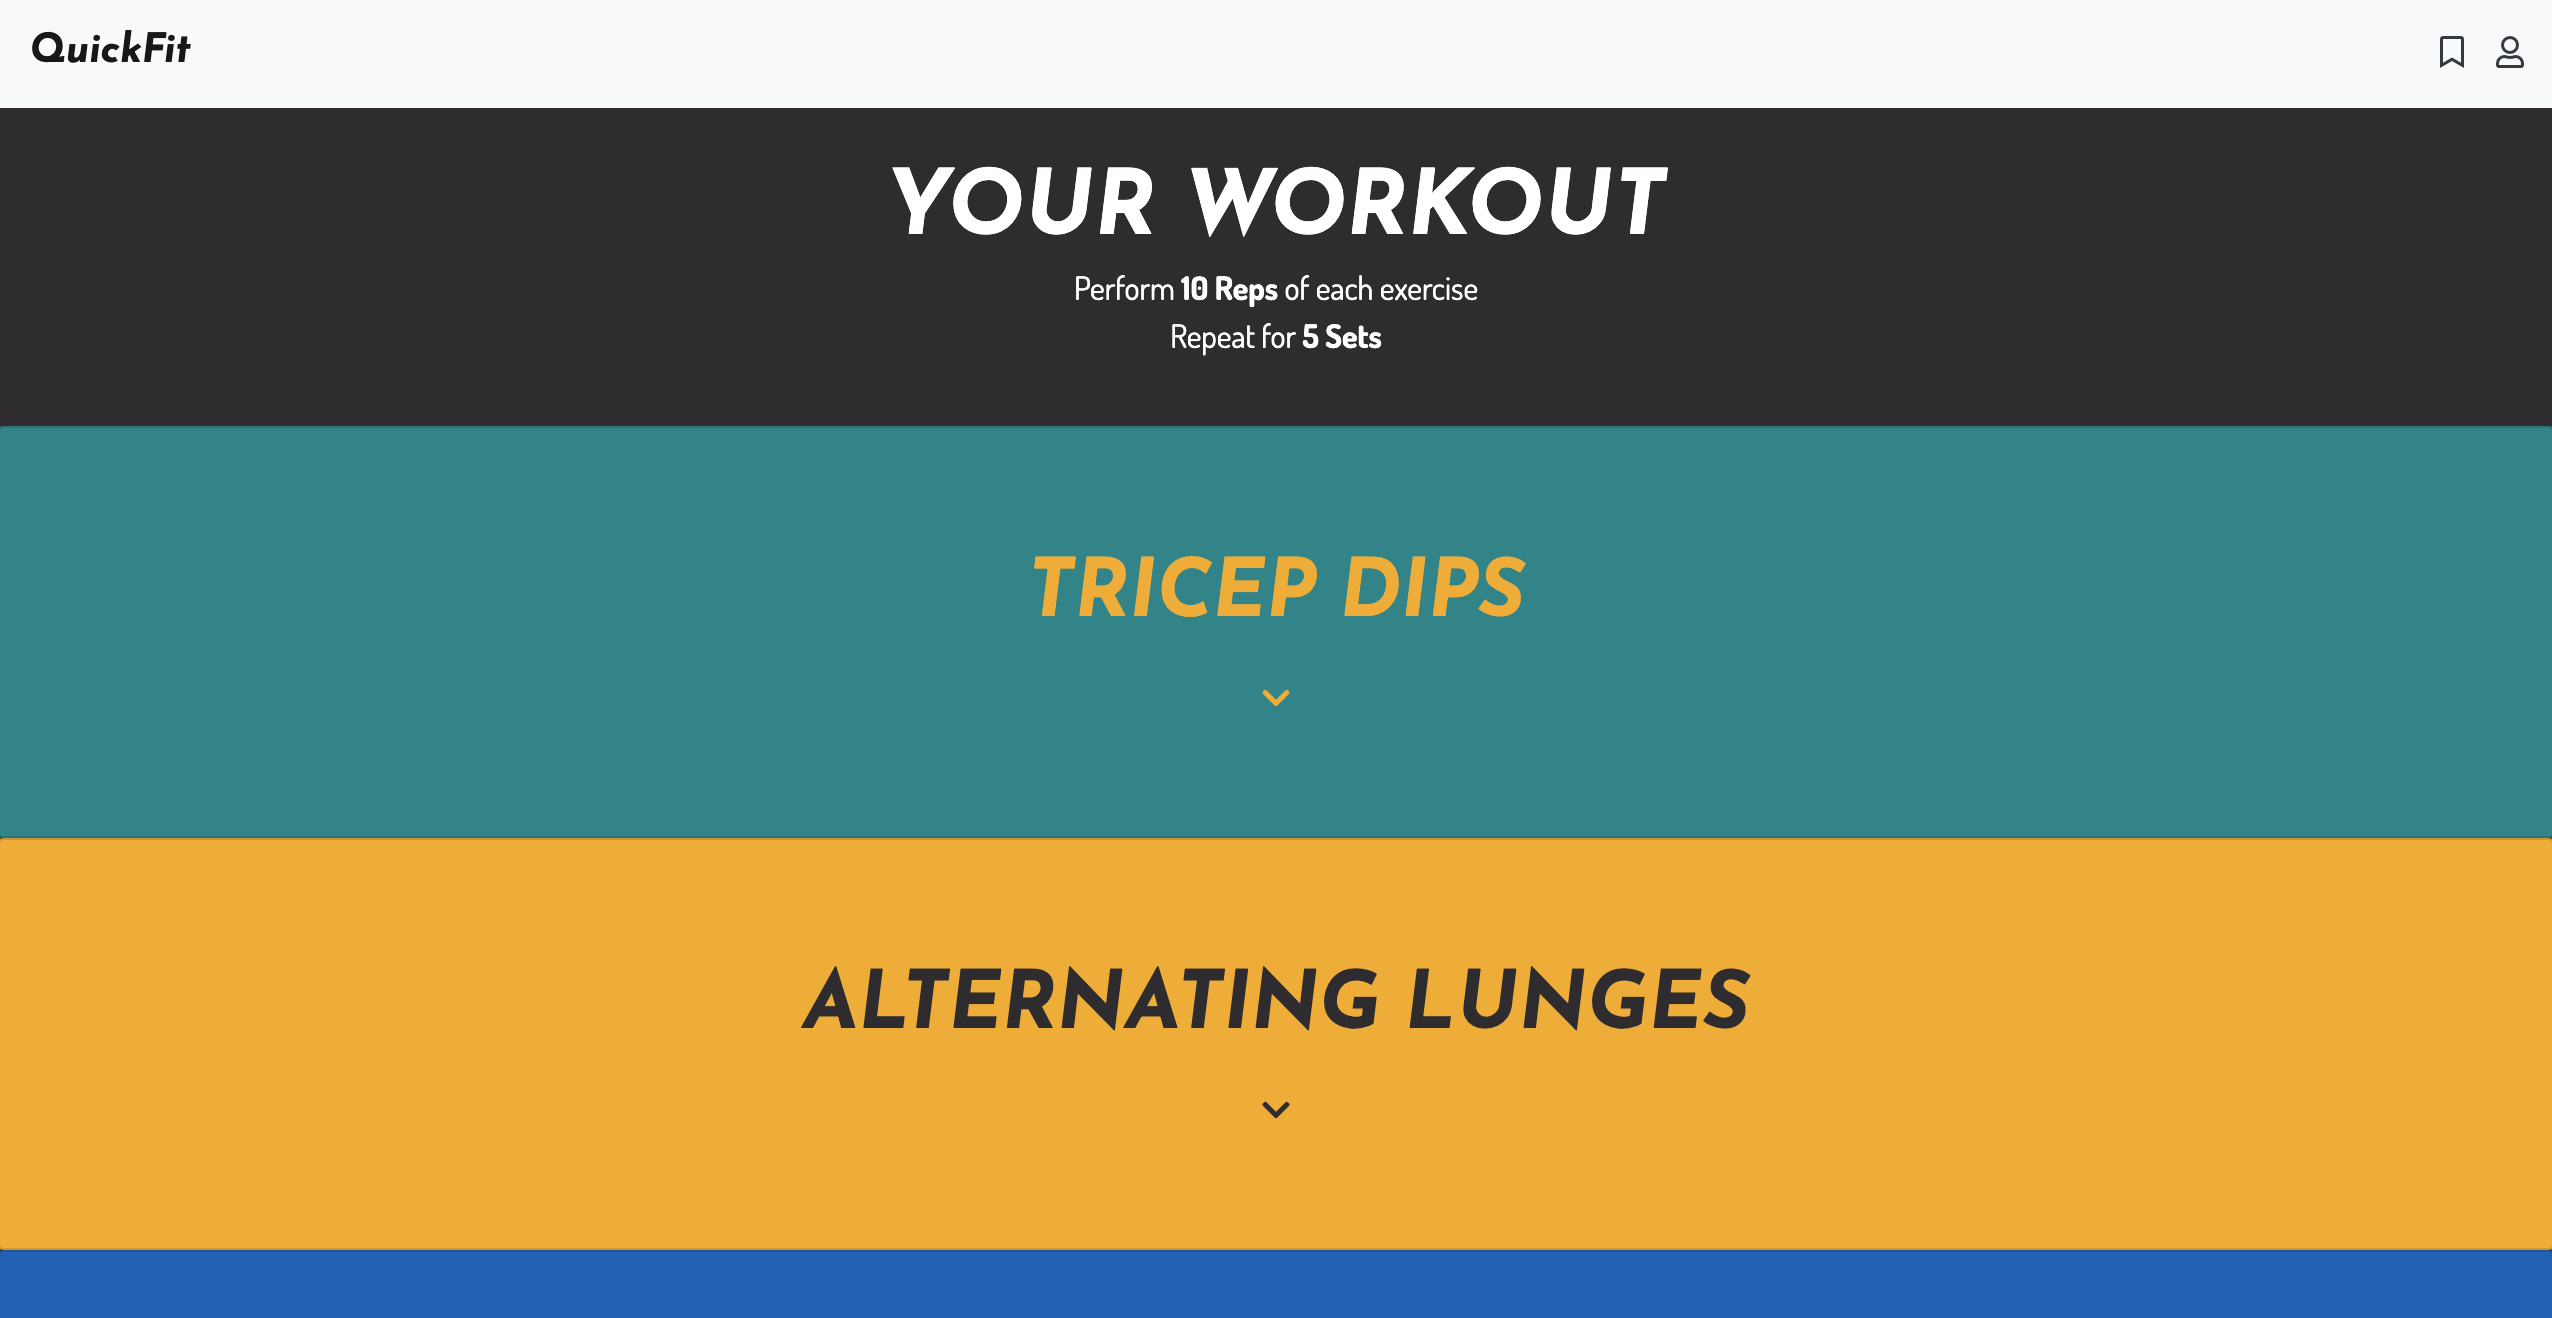 QuickFit
YOUR WORKOUT
Perform 10 Reps of each exercise
Repeat for 5 Sets
TRICEP DIPS
ALTERNATING LUNGES